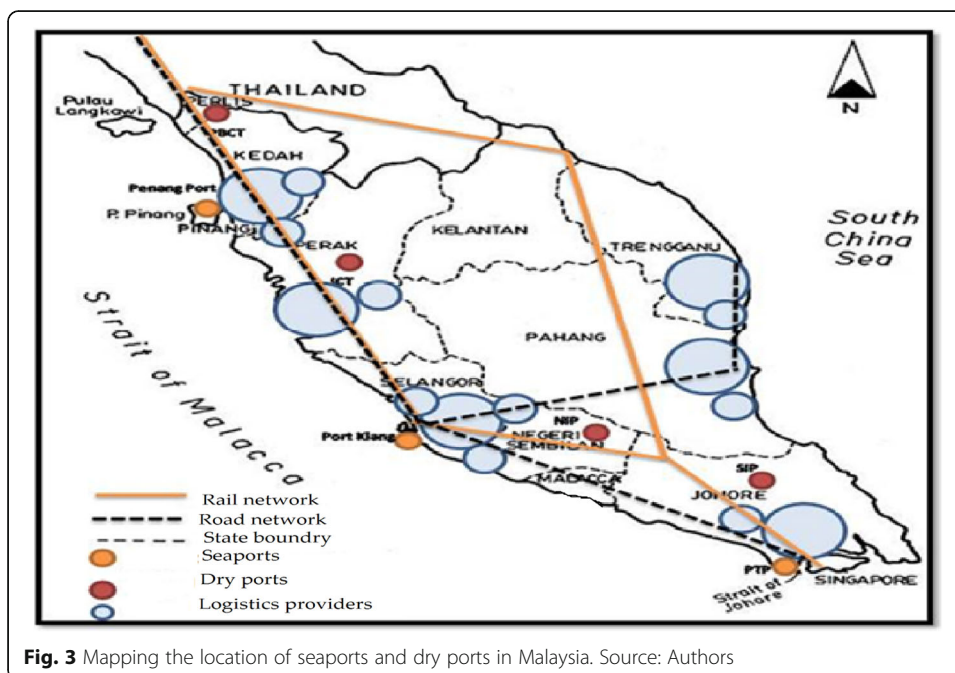 THAILAND
PERLIS
Pulau
Langkawi
PBCT
KEDAH
N
Penang Port
P. Pinang
PINANG
PERAK
ICT
KELANTAN
TRENGGANU
South
China
Sea
Strait of Malacca
PAHANG
SELANGOR
Port Klang
NIP
NEGERI
SEMBILAN
MALACCA
SIP
JOHORE
PTP
Strait of
Johore
SINGAPORE
Rail network
Road network
State boundry
Seaports
Dry ports
Logistics providers
Fig. 3 Mapping the location of seaports and dry ports in Malaysia. Source: Authors